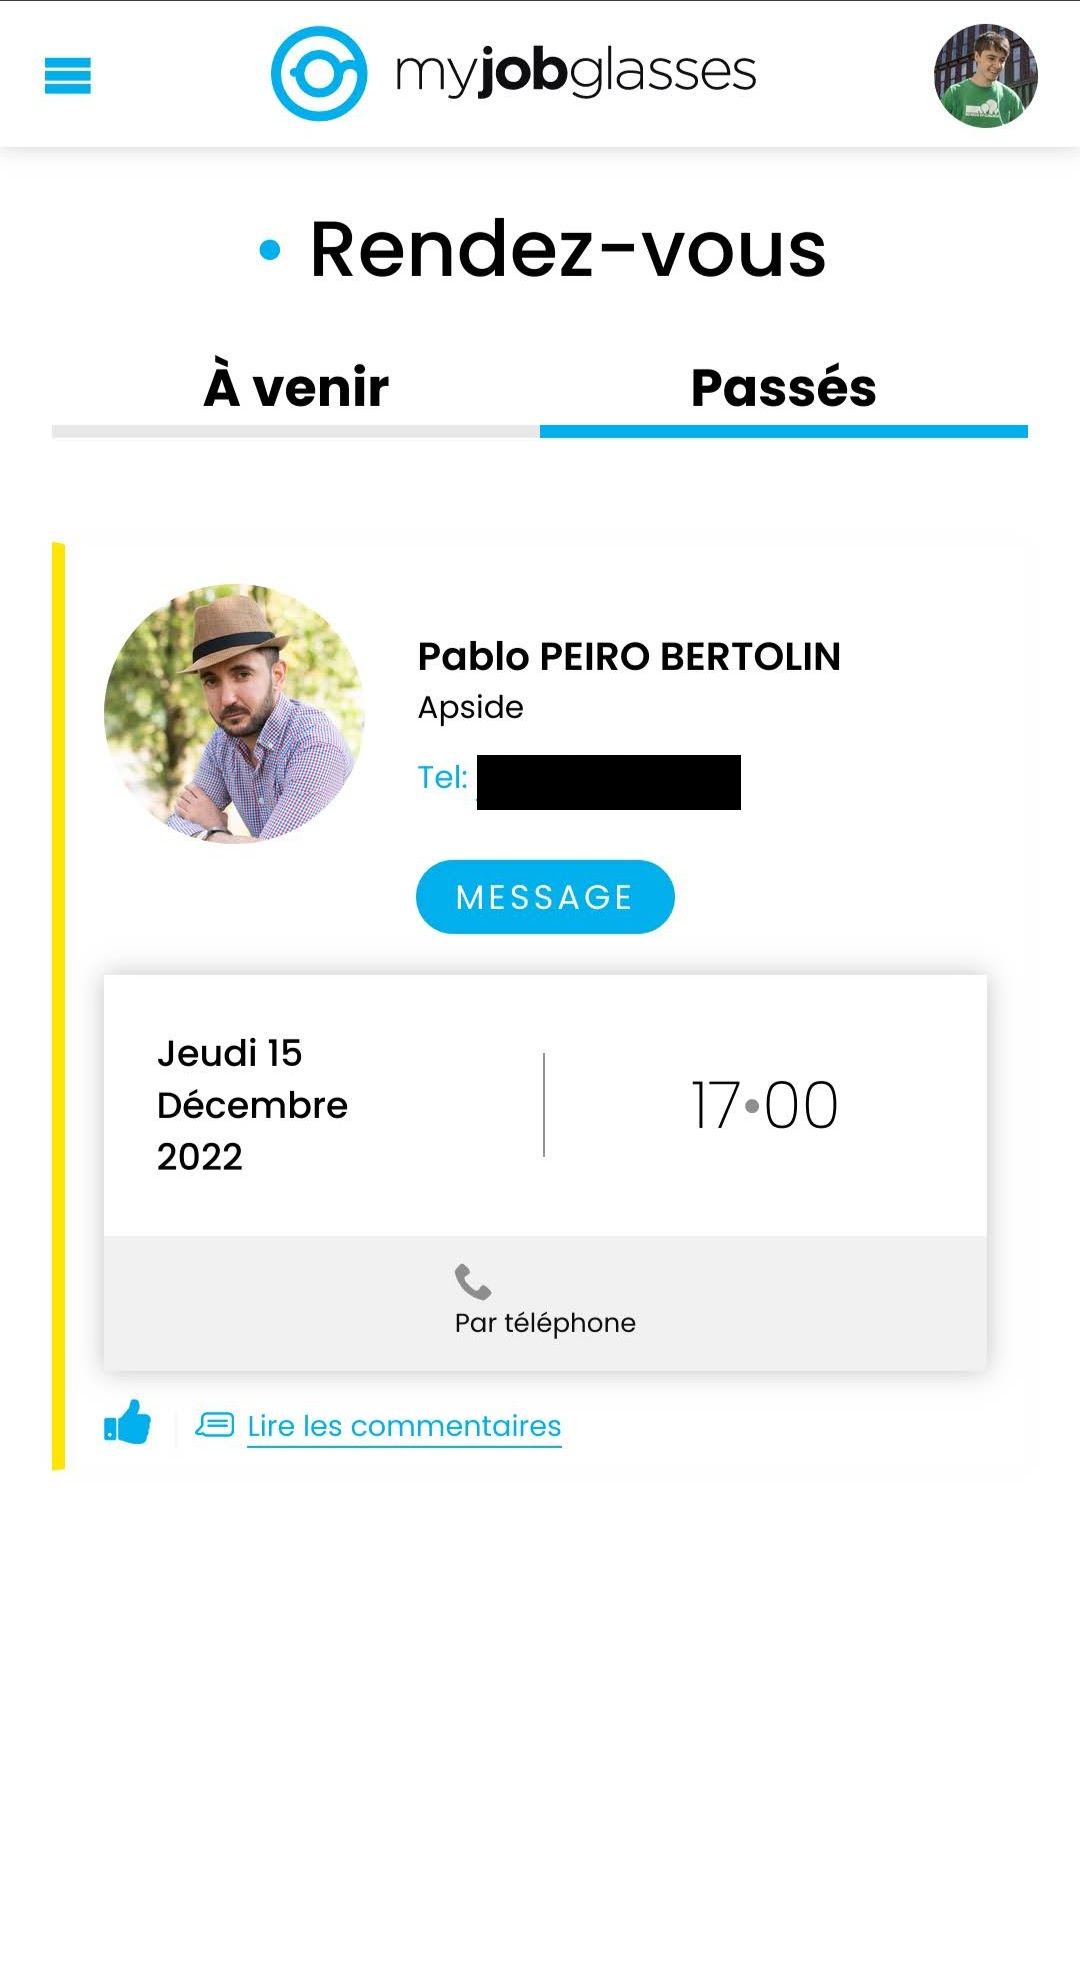 myjobglasses
• Rendez-vous
À venir
Passés
Pablo PEIRO BERTOLIN
Apside
Tel:
MESSAGE
Jeudi 15
Décembre
2022
17•00
Par téléphone
Lire les commentaires